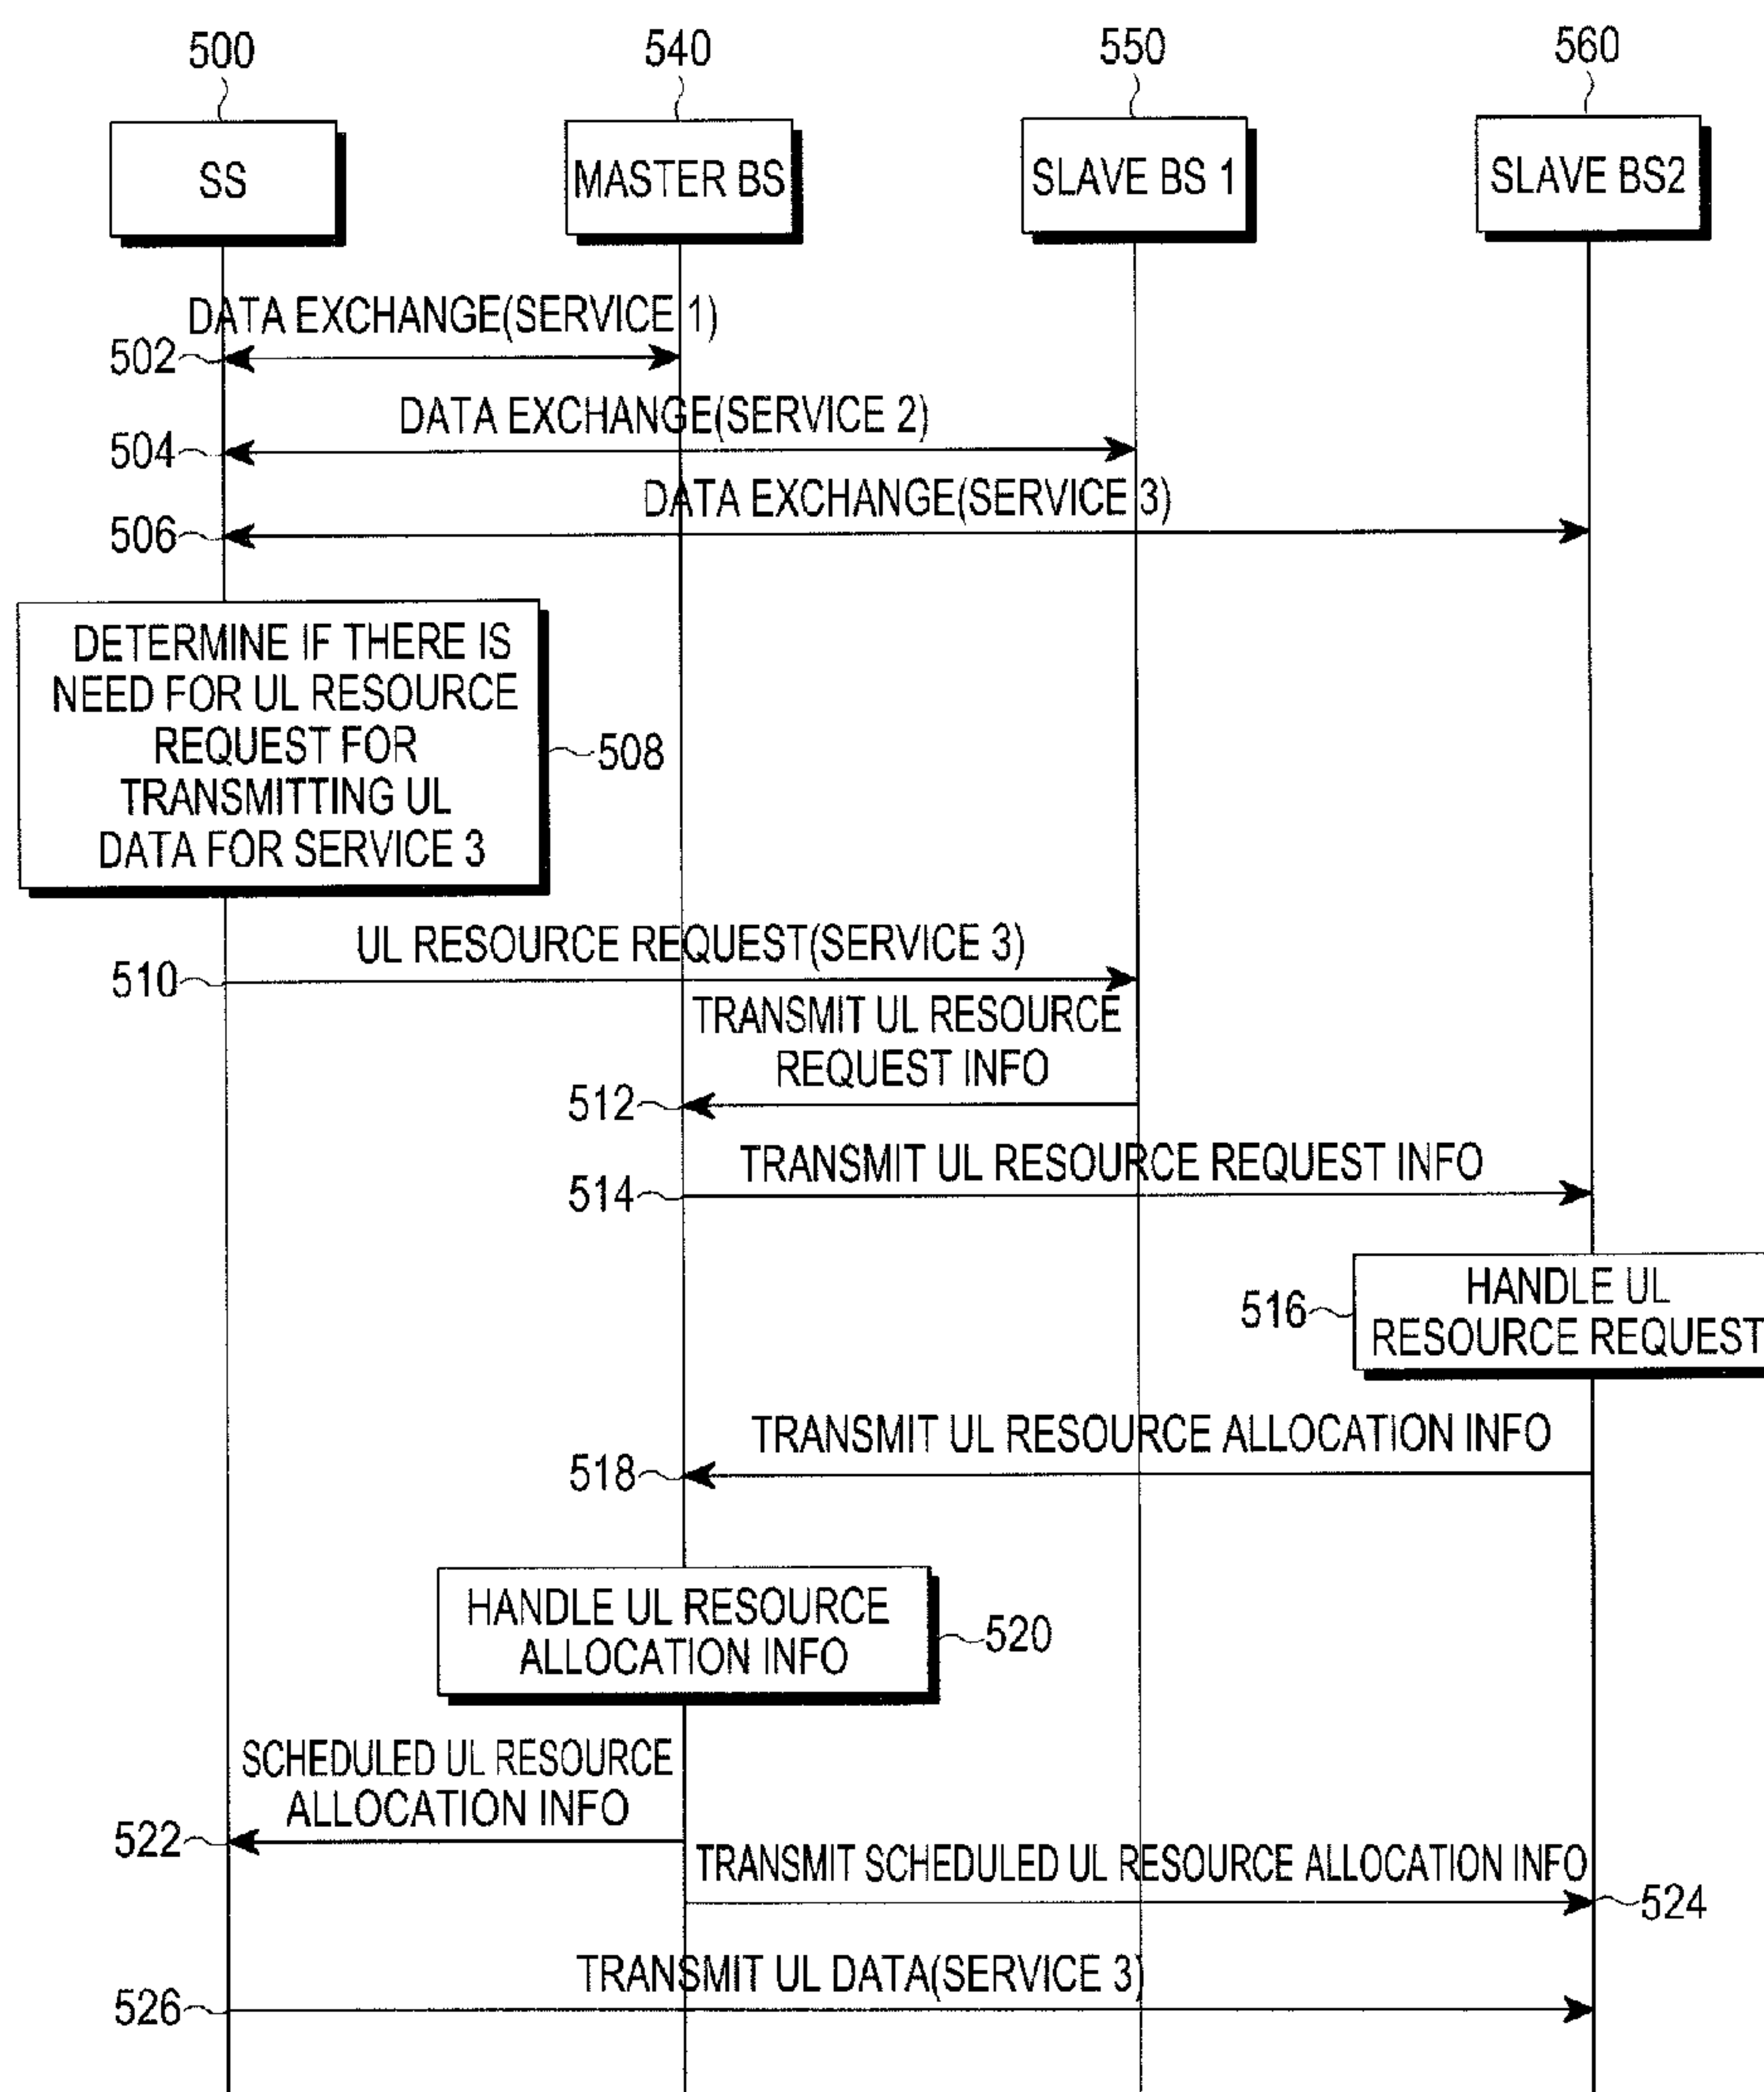 500
540
550
560
SS
MASTER BS
SLAVE BS 1
SLAVE BS2
DATA EXCHANGE(SERVICE 1)
502
DATA EXCHANGE(SERVICE 2)
504
DATA EXCHANGE(SERVICE 3)
506
DETERMINE IF THERE IS
NEED FOR UL RESOURCE
REQUEST FOR
TRANSMITTING UL
DATA FOR SERVICE 3
508
UL RESOURCE REQUEST(SERVICE 3)
510
TRANSMIT UL RESOURCE
REQUEST INFO
512
TRANSMIT UL RESOURCE REQUEST INFO
514
HANDLE UL
RESOURCE REQUEST
516
TRANSMIT UL RESOURCE ALLOCATION INFO
518
HANDLE UL RESOURCE
ALLOCATION INFO
520
SCHEDULED UL RESOURCE
ALLOCATION INFO
522
TRANSMIT SCHEDULED UL RESOURCE ALLOCATION INFO
524
TRANSMIT UL DATA(SERVICE 3)
526